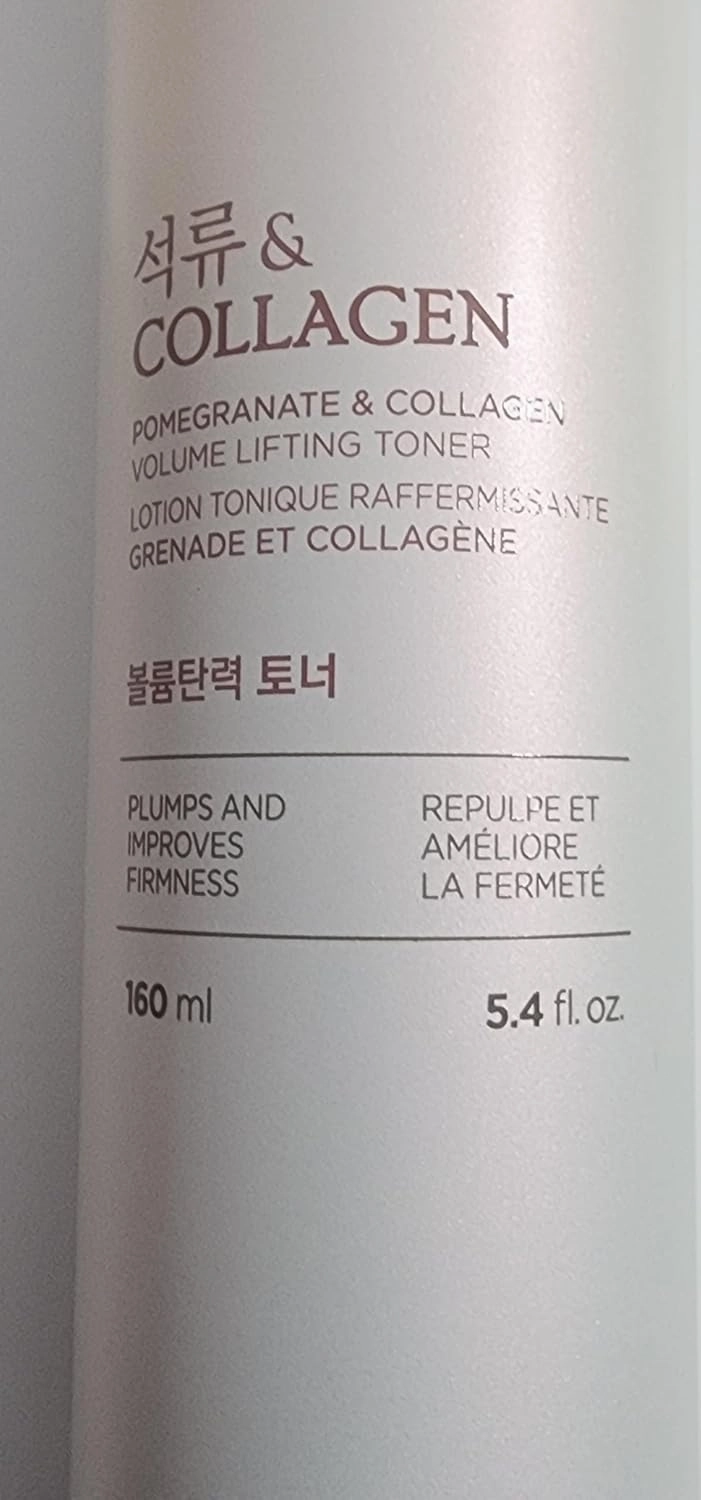 석류 &
COLLAGEN
POMEGRANATE & COLLAGEN
VOLUME LIFTING TONER
LOTION TONIQUE RAFFERMISSANTE
GRENADE ET COLLAGÈNE
볼륨탄력 토너
PLUMPS AND
IMPROVES
FIRMNESS
REPULPE ET
AMÉLIORE
LA FERMETÉ
160 ml
5.4 fl. oz.